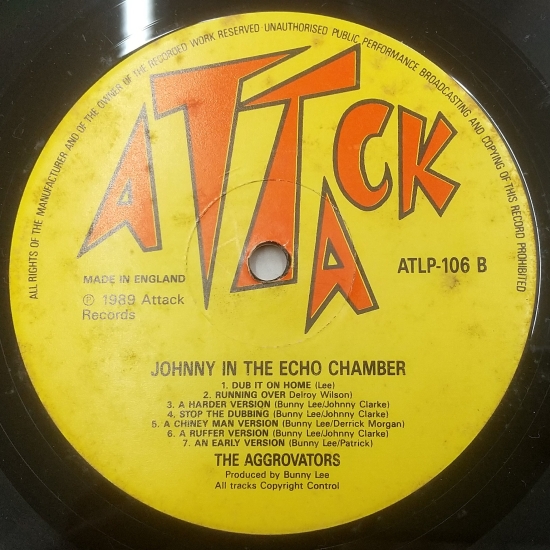 ALL RIGHTS OF THE MANUFACTURER AND OF THE OWNER OF THE RECORDED WORK RESERVED UNAUTHORISED PUBLIC PERFORMANCE BROADCASTING AND COPYING OF THIS RECORD PROHIBITED
ATTACK
ATLP-106 B
MADE IN ENGLAND
℗ 1989 Attack
Records
JOHNNY IN THE ECHO CHAMBER
1. DUB IT ON HOME (Lee)
2. RUNNING OVER Delroy Wilson)
3. A HARDER VERSION (Bunny Lee/Johnny Clarke)
4, STOP THE DUBBING (Bunny Lee/Johnny Clarke)
5. A CHINEY MAN VERSION (Bunny Lee/Derrick Morgan)
6. A RUFFER VERSION (Bunny Lee/Johnny Clarke)
7. AN EARLY VERSION (Bunny Lee/Patrick)
THE AGGROVATORS
Produced by Bunny Lee
All tracks Copyright Control